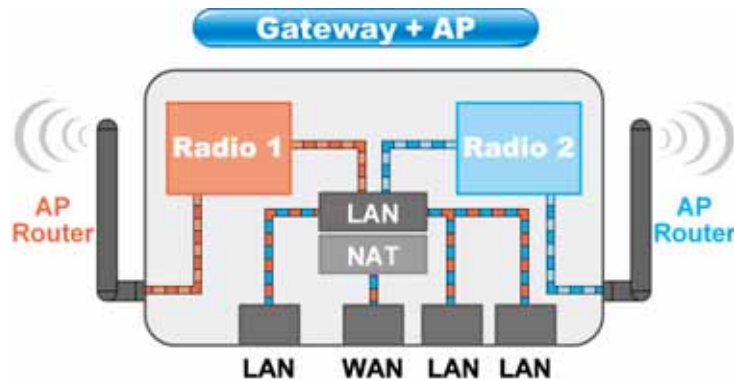 Gateway + AP
Radio 1
Radio 2
LAN
NAT
AP
Router
AP
Router
LAN WAN LAN LAN